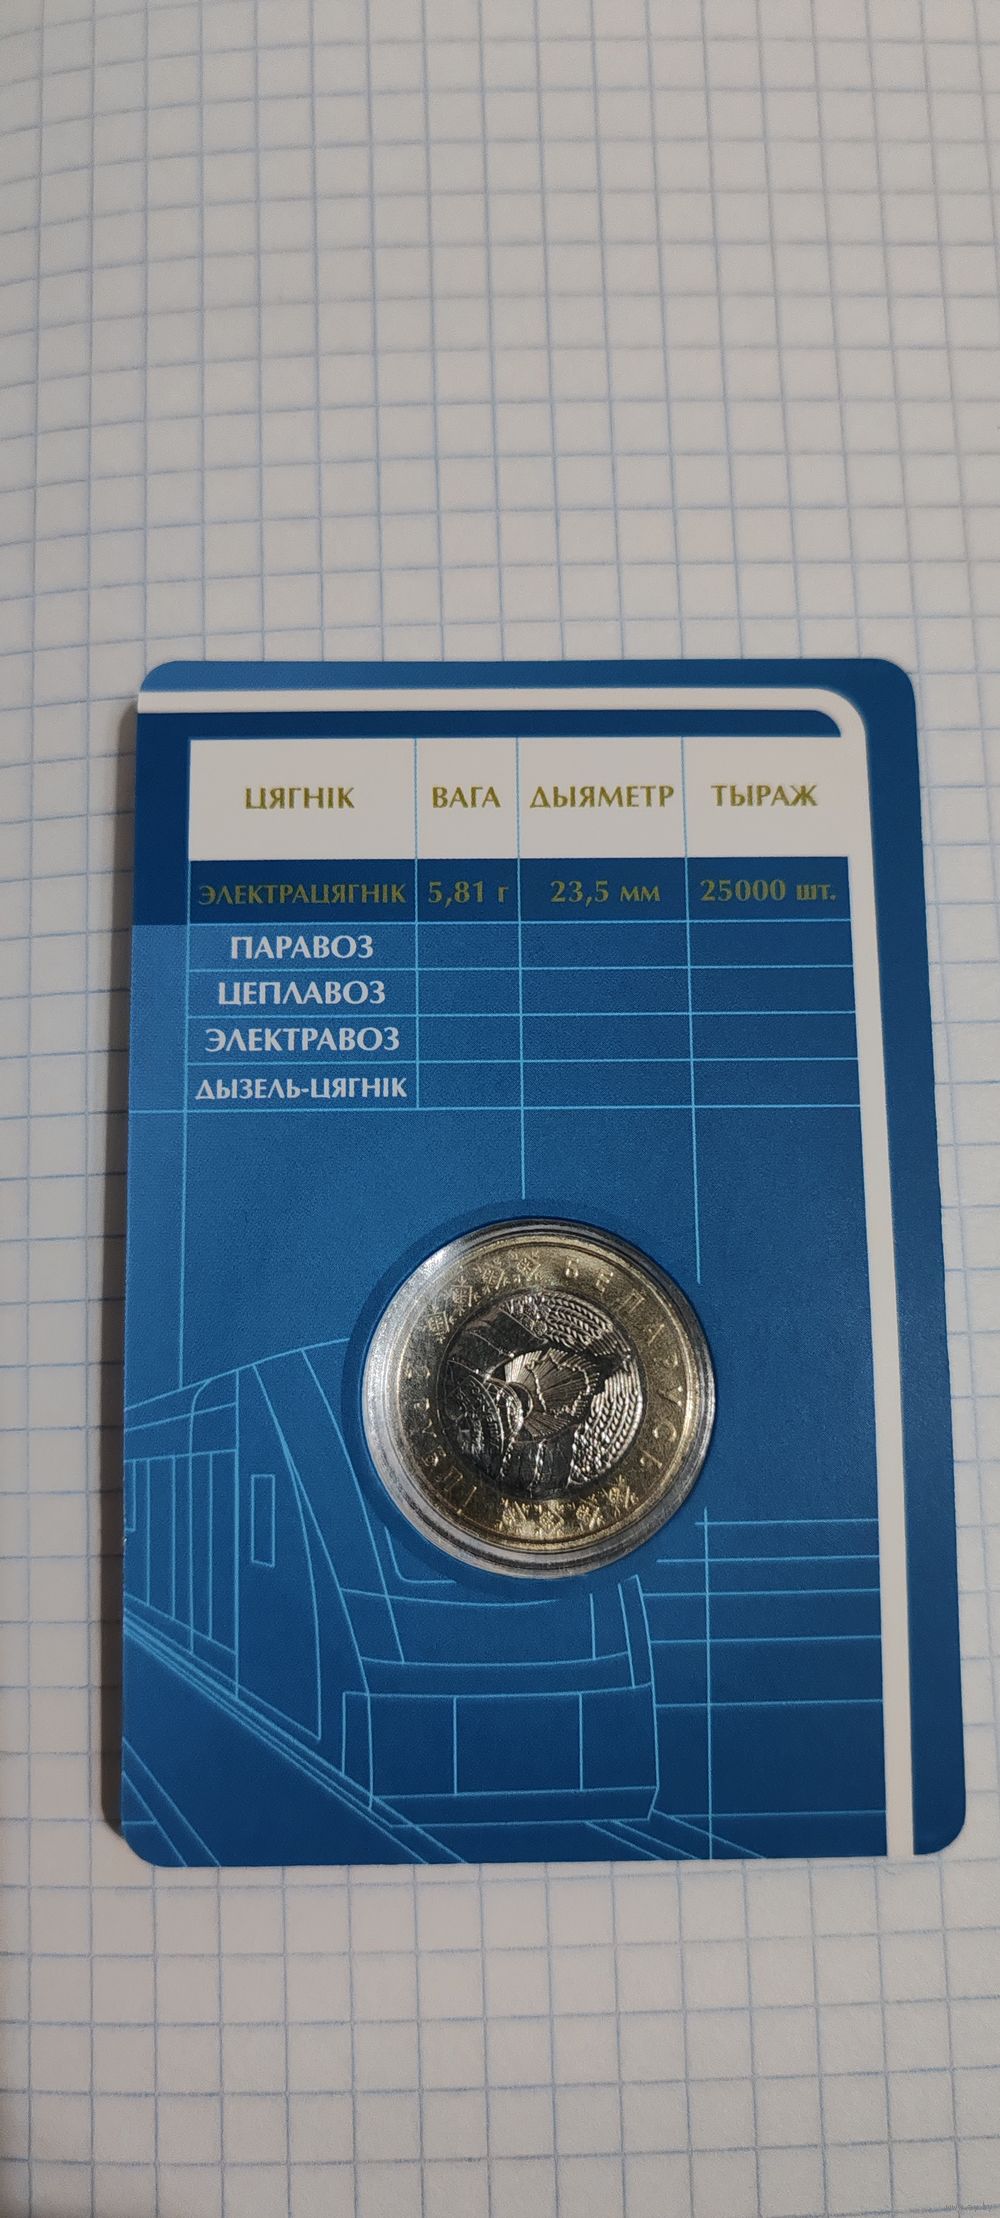 ЦЯГНІК ВАГА ДЫЯМЕТР ТЫРАЖ
ЭЛЕКТРАЦЯГНІК 5,81 г 23,5 мм 25000 шт.
ПАРАВОЗ
ЦЕПЛАВОЗ
ЭЛЕКТРАВОЗ
ДЫЗЕЛЬ-ЦЯГНІК
БЕЛАРУСЬ